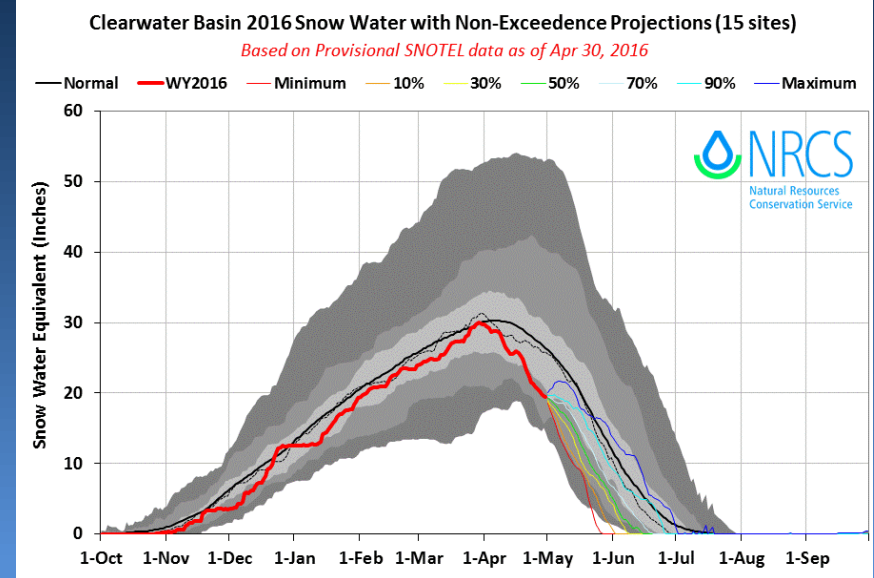 Clearwater Basin 2016 Snow Water with Non-Exceedence Projections (15 sites)
Based on Provisional SNOTEL data as of Apr 30, 2016
Normal WY2016 Minimum 10% 30% 50% 70% 90% Maximum
60
50
40
30
20
10
0
Snow Water Equivalent (Inches)
NRCS
Natural Resources
Conservation Service
1-Oct 1-Nov 1-Dec 1-Jan 1-Feb 1-Mar 1-Apr 1-May 1-Jun 1-Jul 1-Aug 1-Sep